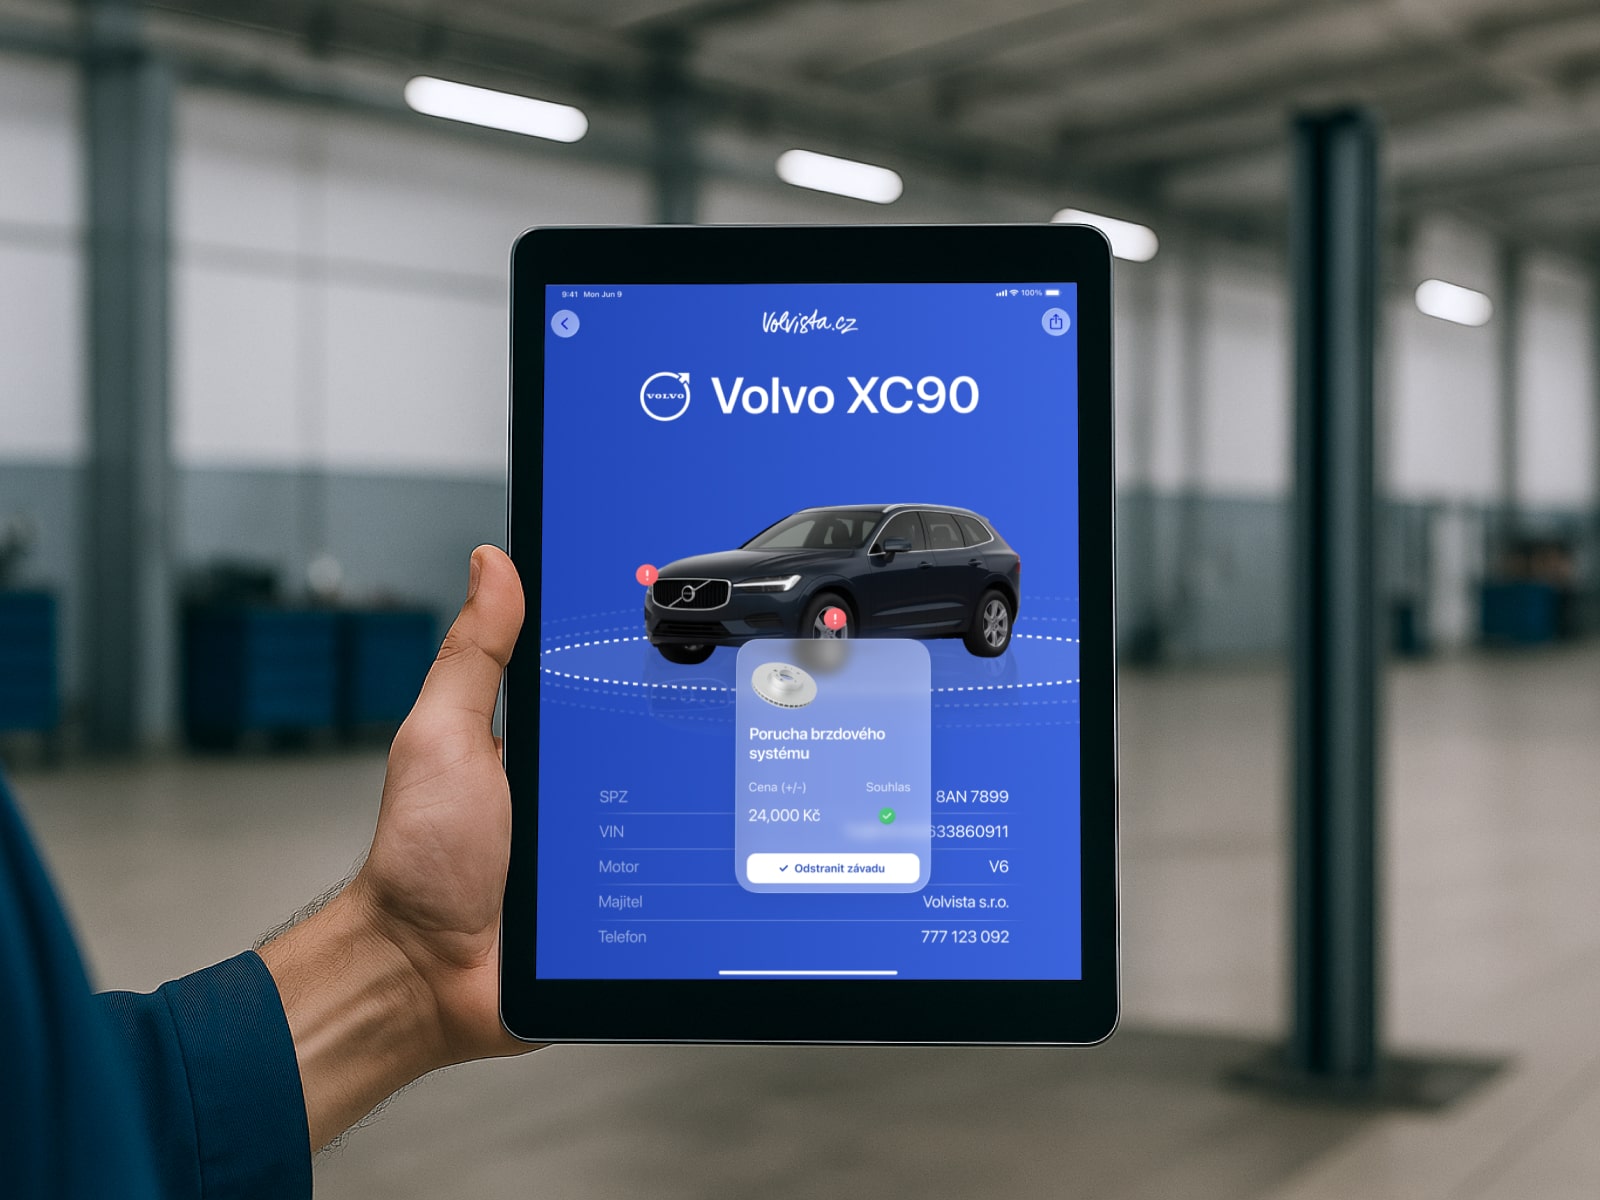 9:41 Mon Jun 9
100%
Volvista.cz
VOLVO
Volvo XC90
Porucha brzdového
systému
Cena (+/-)
Souhlas
24,000 Kč
Odstranit závadu
SPZ
8AN 7899
VIN
633860911
Motor
V6
Majitel
Volvista s.r.o.
Telefon
777 123 092